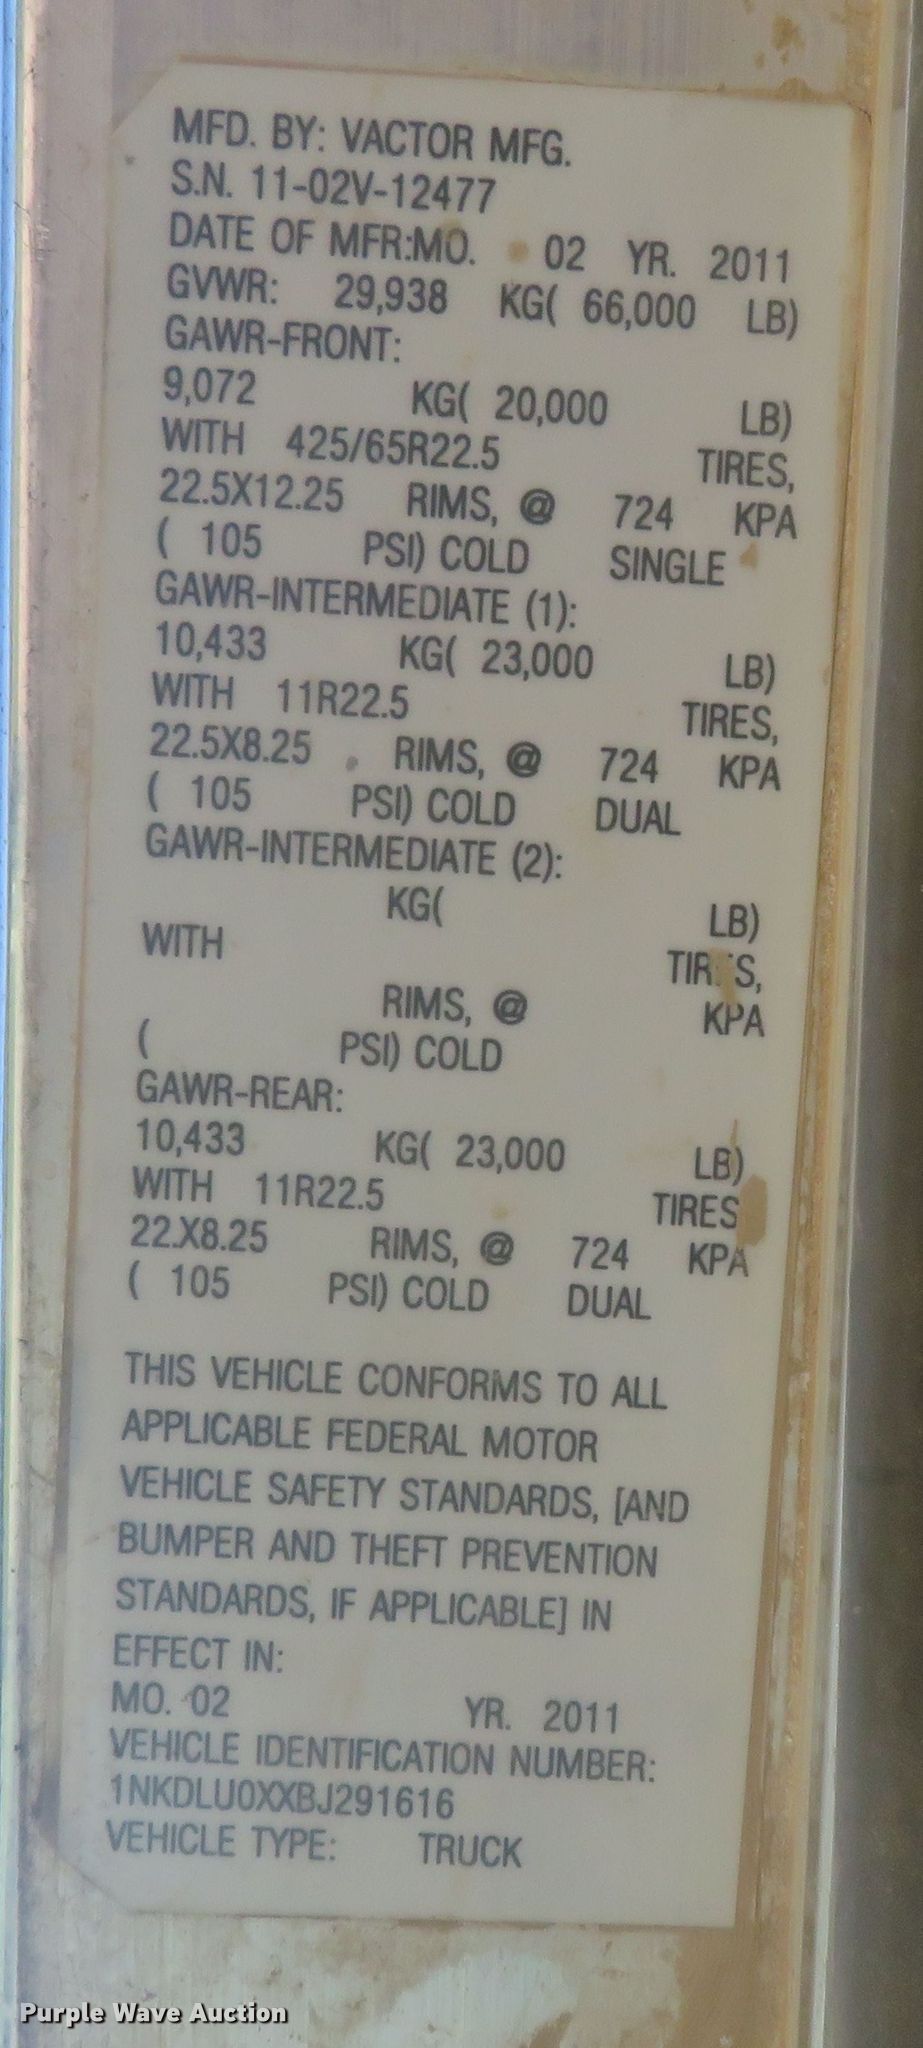 MFD. BY: VACTOR MFG.
S.N. 11-02V-12477
DATE OF MFR:MO. 02 YR. 2011
GVWR: 29,938 KG( 66,000 LB)
GAWR-FRONT:
9,072 KG( 20,000 LB)
WITH 425/65R22.5 TIRES,
22.5X12.25 RIMS, @ 724 KPA
( 105 PSI) COLD SINGLE
GAWR-INTERMEDIATE (1):
10,433 KG( 23,000 LB)
WITH 11R22.5 TIRES,
22.5X8.25 RIMS, @ 724 KPA
( 105 PSI) COLD DUAL
GAWR-INTERMEDIATE (2):
KG( LB)
WITH TIRES,
RIMS, @ KPA
( PSI) COLD
GAWR-REAR:
10,433 KG( 23,000 LB)
WITH 11R22.5 TIRES
22.X8.25 RIMS, @ 724 KPA
( 105 PSI) COLD DUAL
THIS VEHICLE CONFORMS TO ALL
APPLICABLE FEDERAL MOTOR
VEHICLE SAFETY STANDARDS, [AND
BUMPER AND THEFT PREVENTION
STANDARDS, IF APPLICABLE] IN
EFFECT IN:
MO. 02 YR. 2011
VEHICLE IDENTIFICATION NUMBER:
1NKDLU0XXBJ291616
VEHICLE TYPE: TRUCK
Purple Wave Auction